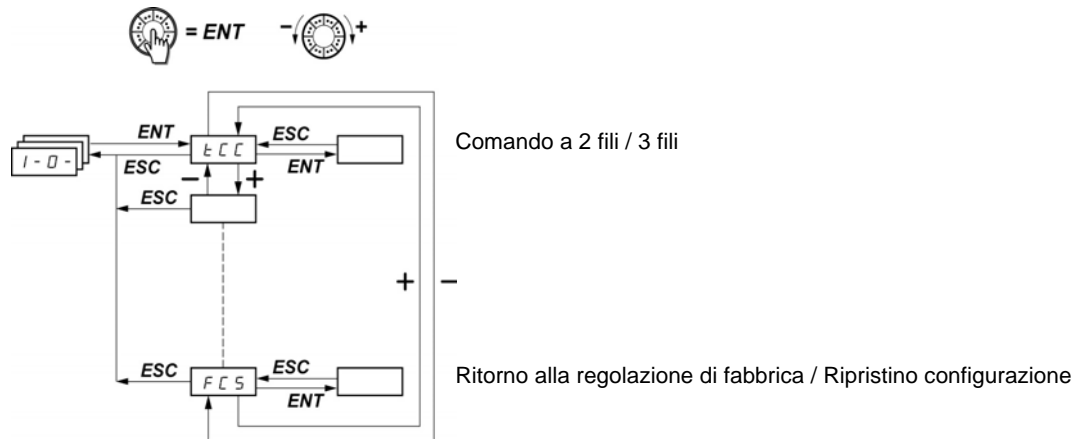 = ENT - +
ENT ESC
I-O- tCC Comando a 2 fili / 3 fili
ESC ENT
- +
ESC
+ -
ESC ESC
FCS Ritorno alla regolazione di fabbrica / Ripristino configurazione
ENT